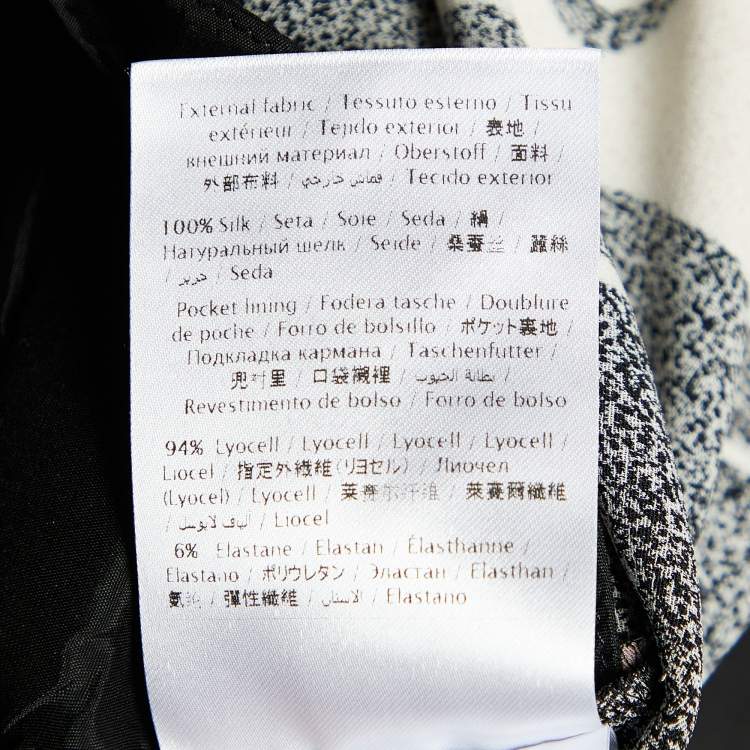 External fabric / Tessuto esterno / Tissu
extérieur / Tejido exterior / 表地 /
внешний материал / Oberstoff / 面料 /
外部布料 / قماش خارجي / Tecido exterior
100% Silk / Seta / Soie / Seda / 絹 /
Натуральный шелк / Seide / 桑蚕丝 / 蠶絲
/ حرير / Seda
Pocket lining / Fodera tasche / Doublure
de poche / Forro de bolsillo / ポケット裏地 /
Подкладка кармана / Taschenfutter /
兜衬里 / 口袋襯裡 / بطانة الجيوب /
Revestimento de bolso / Forro de bolso
94% Lyocell / Lyocell / Lyocell / Lyocell /
Liocel / 指定外繊維(リヨセル) / Лиочел
(Lyocel) / Lyocell / 莱赛尔纤维 / 萊賽爾纖維
/ ألياف لايوسل / Liocel
6% Elastane / Elastan / Élasthanne /
Elastano / ポリウレタン / Эластан / Elasthan /
氨纶 / 彈性纖維 / الاستان / Elastano